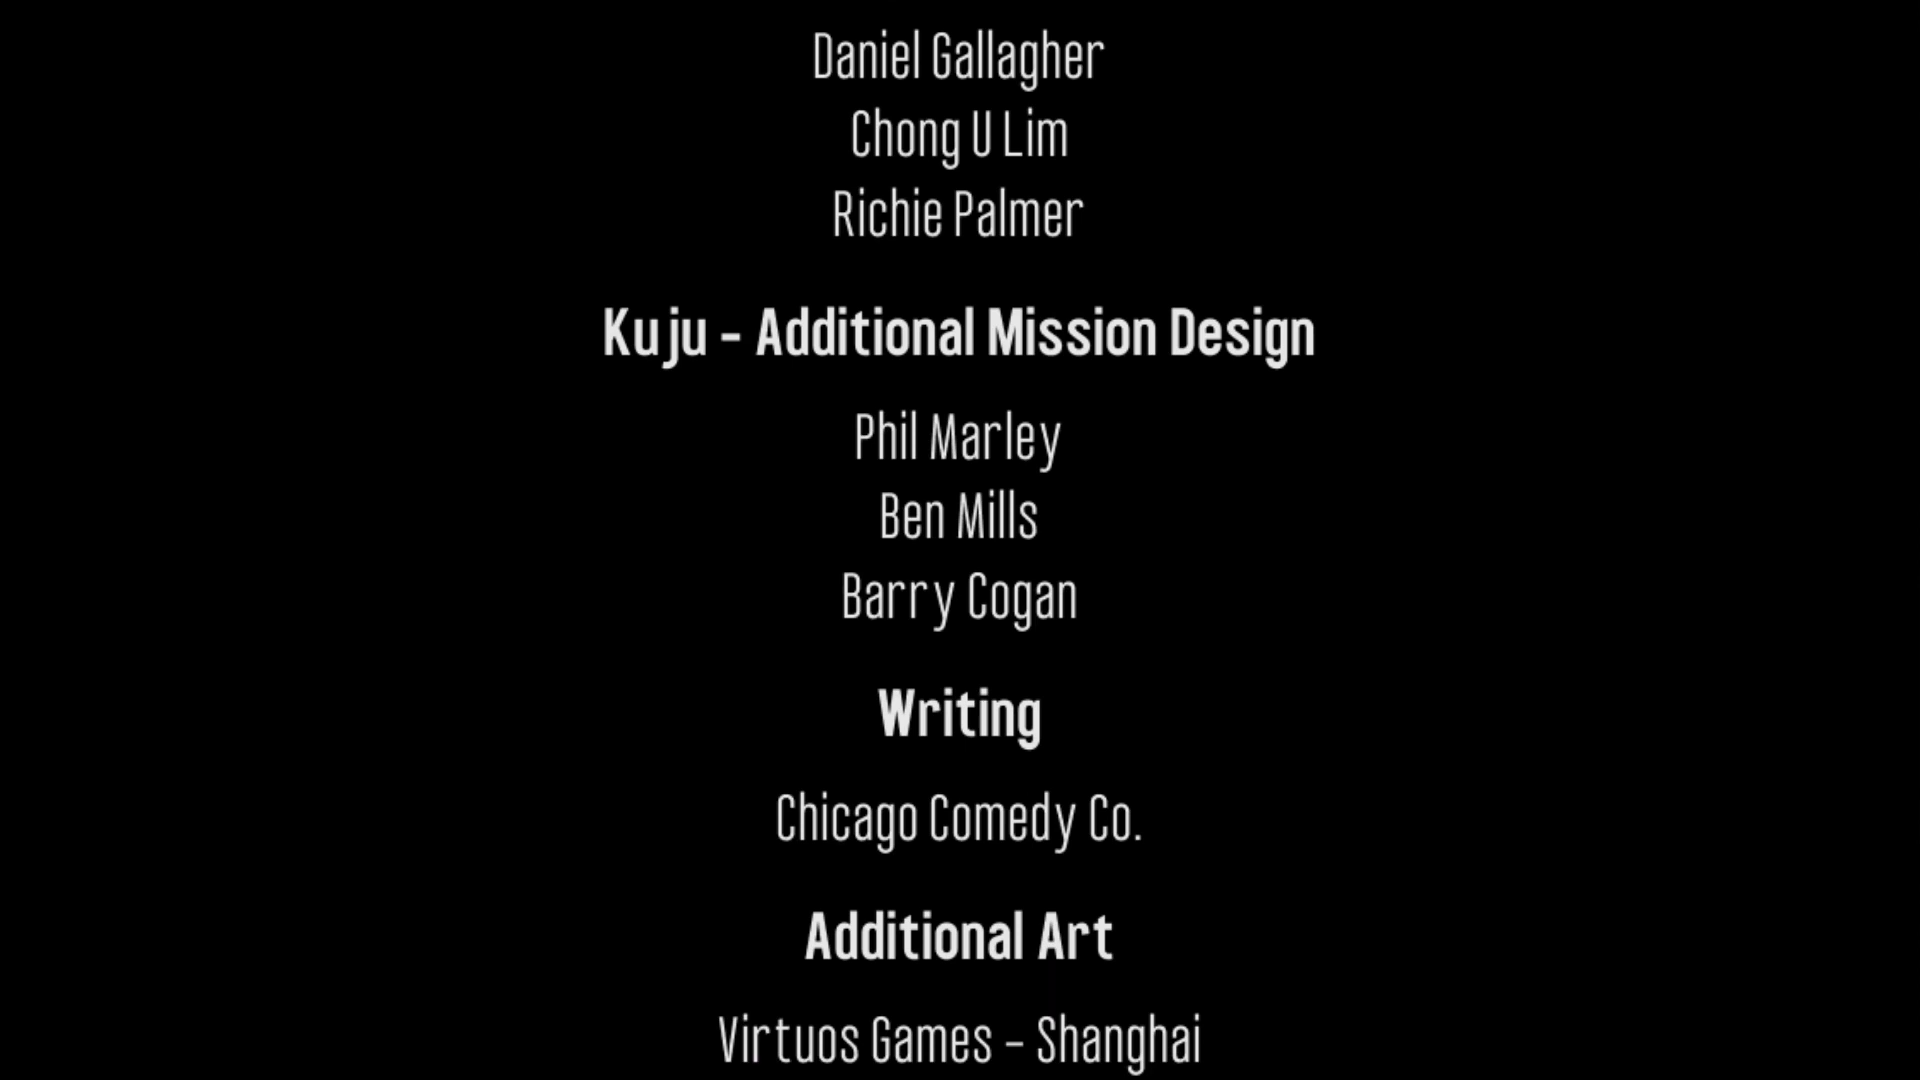 Daniel Gallagher
Chong U Lim
Richie Palmer
Kuju - Additional Mission Design
Phil Marley
Ben Mills
Barry Cogan
Writing
Chicago Comedy Co.
Additional Art
Virtuos Games - Shanghai